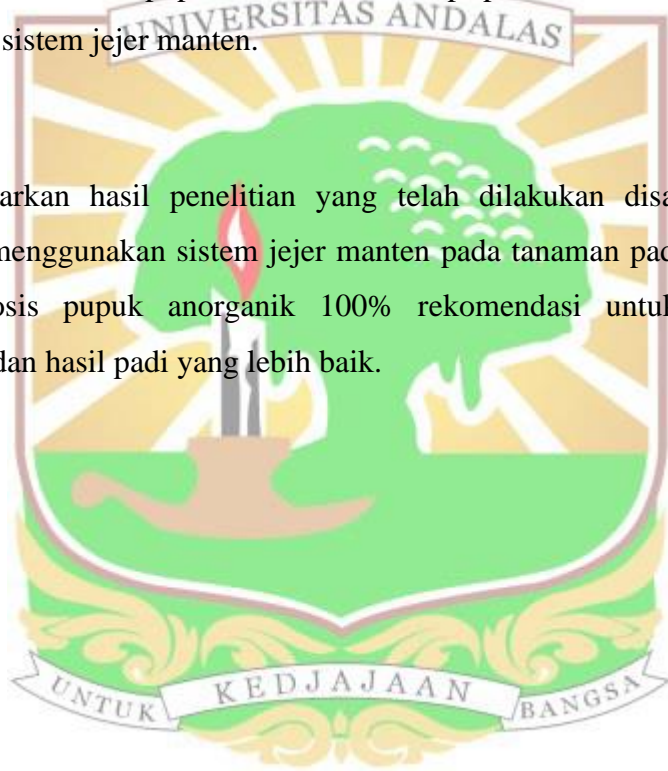 UNIVERSITAS ANDALAS
sistem jejer manten.
arkan hasil penelitian yang telah dilakukan disa
menggunakan sistem jejer manten pada tanaman pad
osis pupuk anorganik 100% rekomendasi untuk
dan hasil padi yang lebih baik.
UNTUK KEDJAJAAN BANGSA